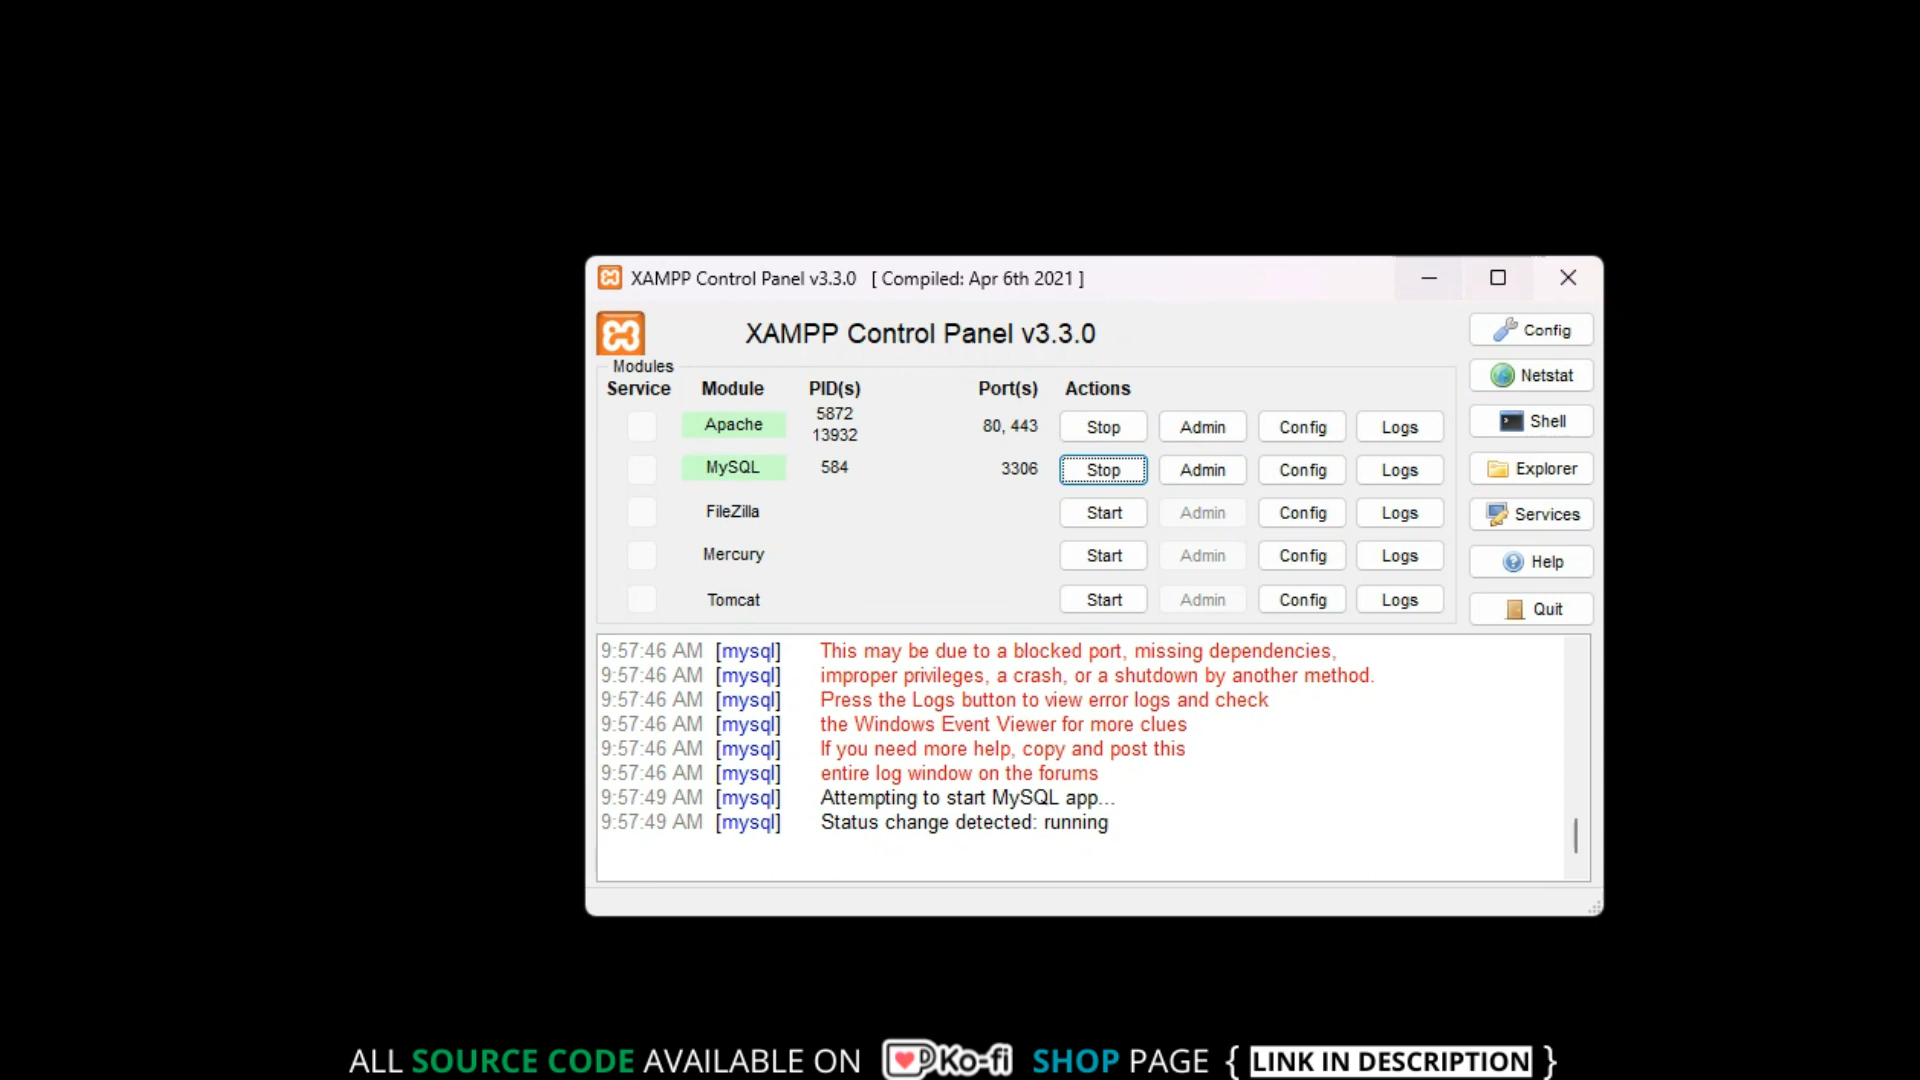 XAMPP Control Panel v3.3.0 [ Compiled: Apr 6th 2021 ]
XAMPP Control Panel v3.3.0
Config
Modules
Service Module PID(s) Port(s) Actions
Netstat
Apache 5872 13932 80, 443 Stop Admin Config Logs
Shell
MySQL 584 3306 Stop Admin Config Logs
Explorer
FileZilla Start Admin Config Logs
Services
Mercury Start Admin Config Logs
Help
Tomcat Start Admin Config Logs
Quit
9:57:46 AM [mysql] This may be due to a blocked port, missing dependencies,
9:57:46 AM [mysql] improper privileges, a crash, or a shutdown by another method.
9:57:46 AM [mysql] Press the Logs button to view error logs and check
9:57:46 AM [mysql] the Windows Event Viewer for more clues
9:57:46 AM [mysql] If you need more help, copy and post this
9:57:46 AM [mysql] entire log window on the forums
9:57:49 AM [mysql] Attempting to start MySQL app...
9:57:49 AM [mysql] Status change detected: running
ALL SOURCE CODE AVAILABLE ON Ko-fi SHOP PAGE { LINK IN DESCRIPTION }